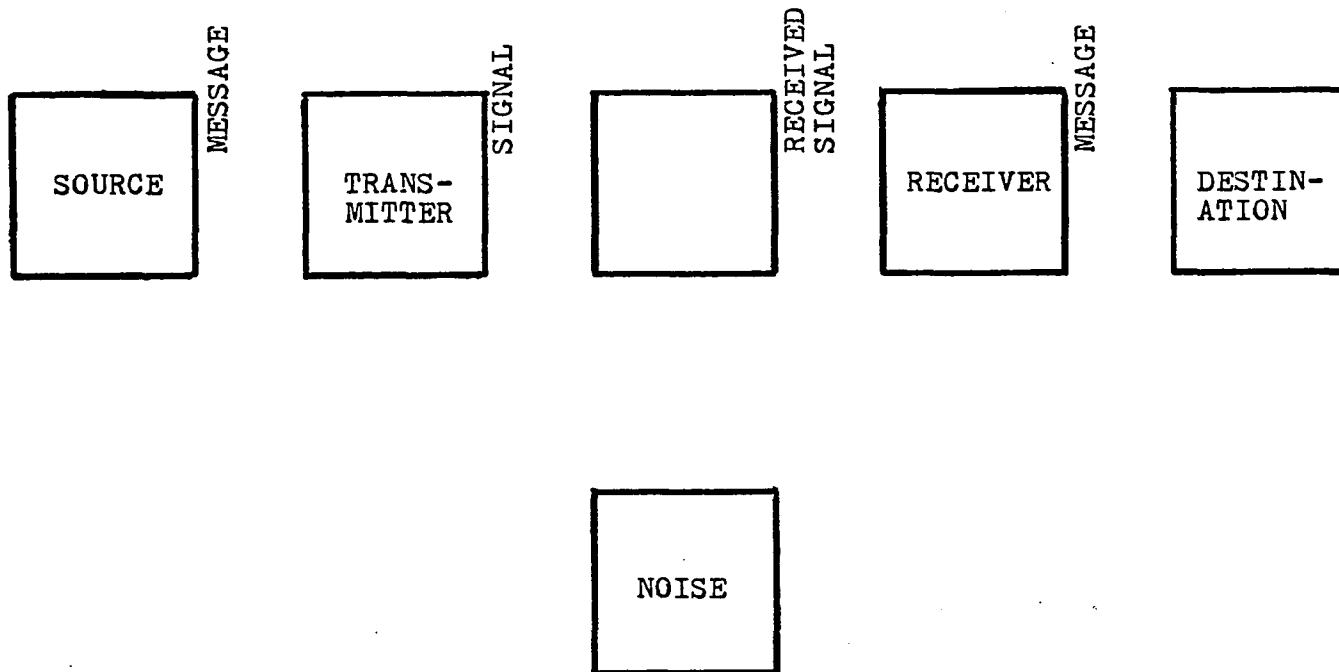 SOURCE
MESSAGE
TRANS-
MITTER
SIGNAL
RECEIVED
SIGNAL
RECEIVER
MESSAGE
DESTIN-
ATION
NOISE